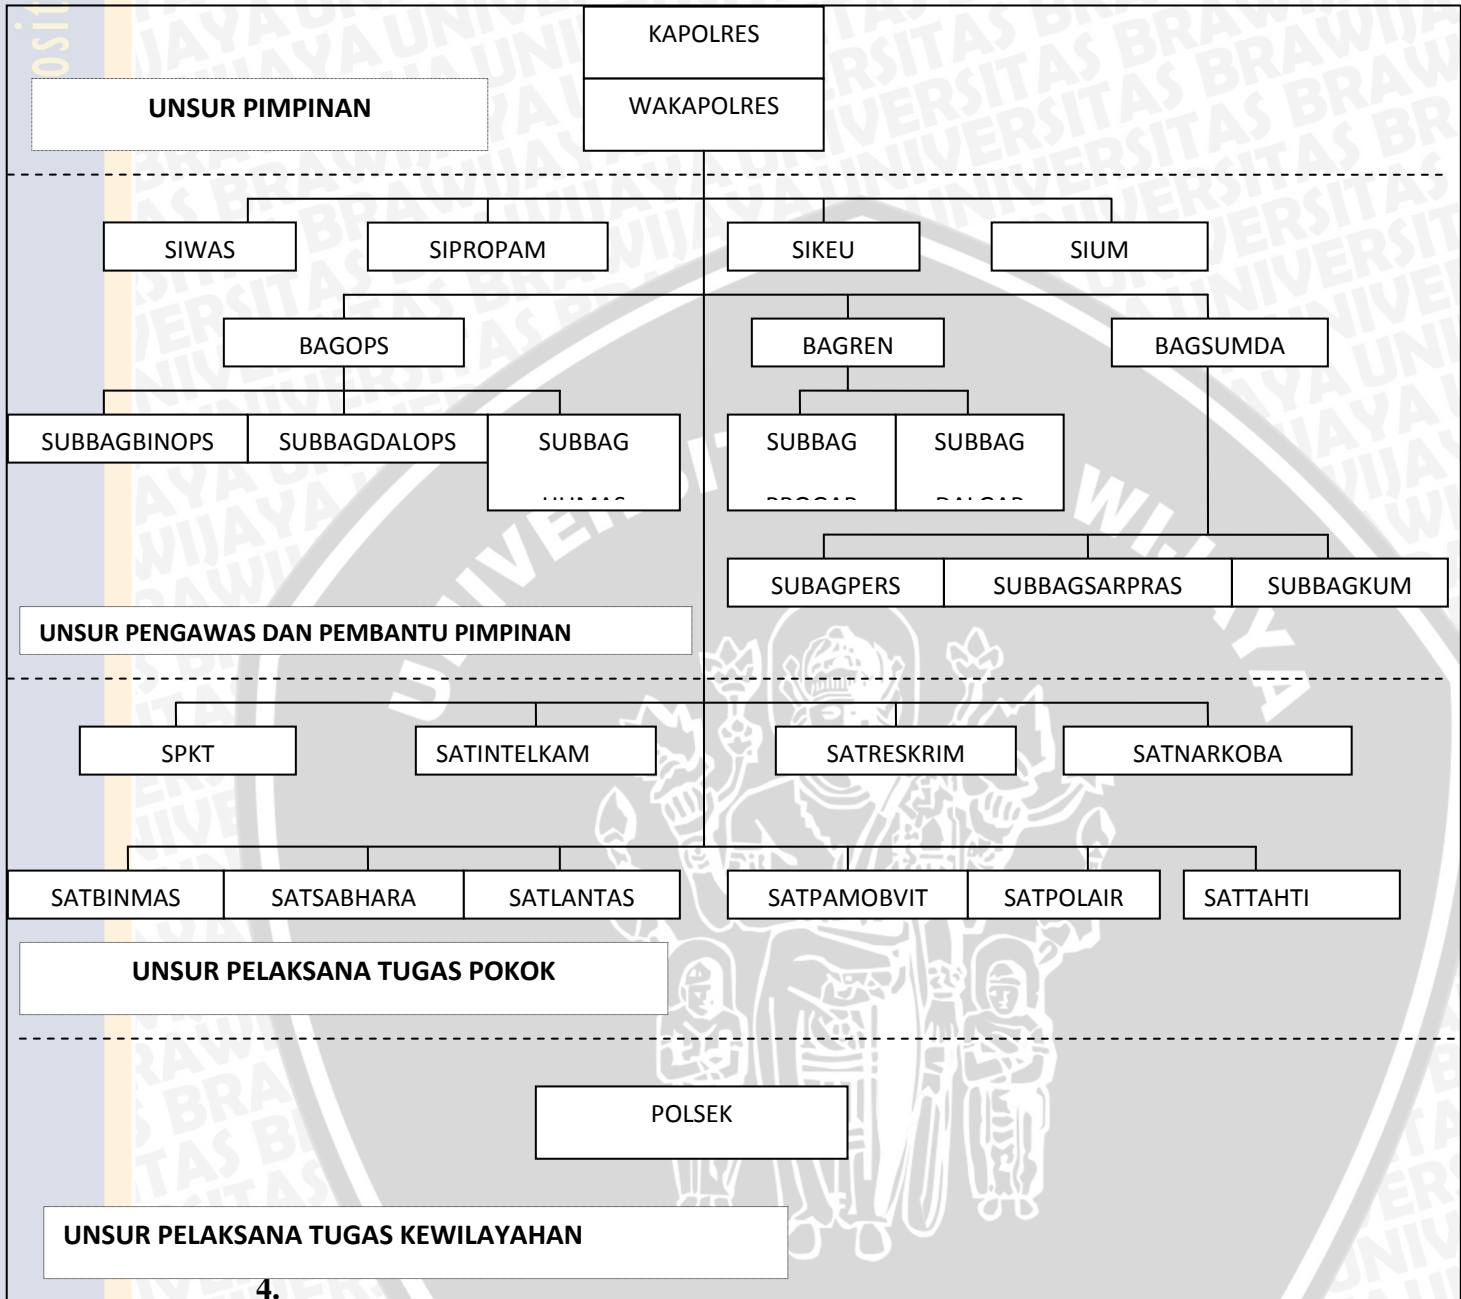 KAPOLRES
UNSUR PIMPINAN
WAKAPOLRES
SIWAS
SIPROPAM
SIKEU
SIUM
BAGOPS
BAGREN
BAGSUMDA
SUBBAGBINOPS
SUBBAGDALOPS
SUBBAG
SUBBAG
SUBBAG
SUBAGPERS
SUBBAGSARPRAS
SUBBAGKUM
UNSUR PENGAWAS DAN PEMBANTU PIMPINAN
SPKT
SATINTELKAM
SATRESKRIM
SATNARKOBA
SATBINMAS
SATSABHARA
SATLANTAS
SATPAMOBVIT
SATPOLAIR
SATTAHTI
UNSUR PELAKSANA TUGAS POKOK
POLSEK
UNSUR PELAKSANA TUGAS KEWILAYAHAN
4.